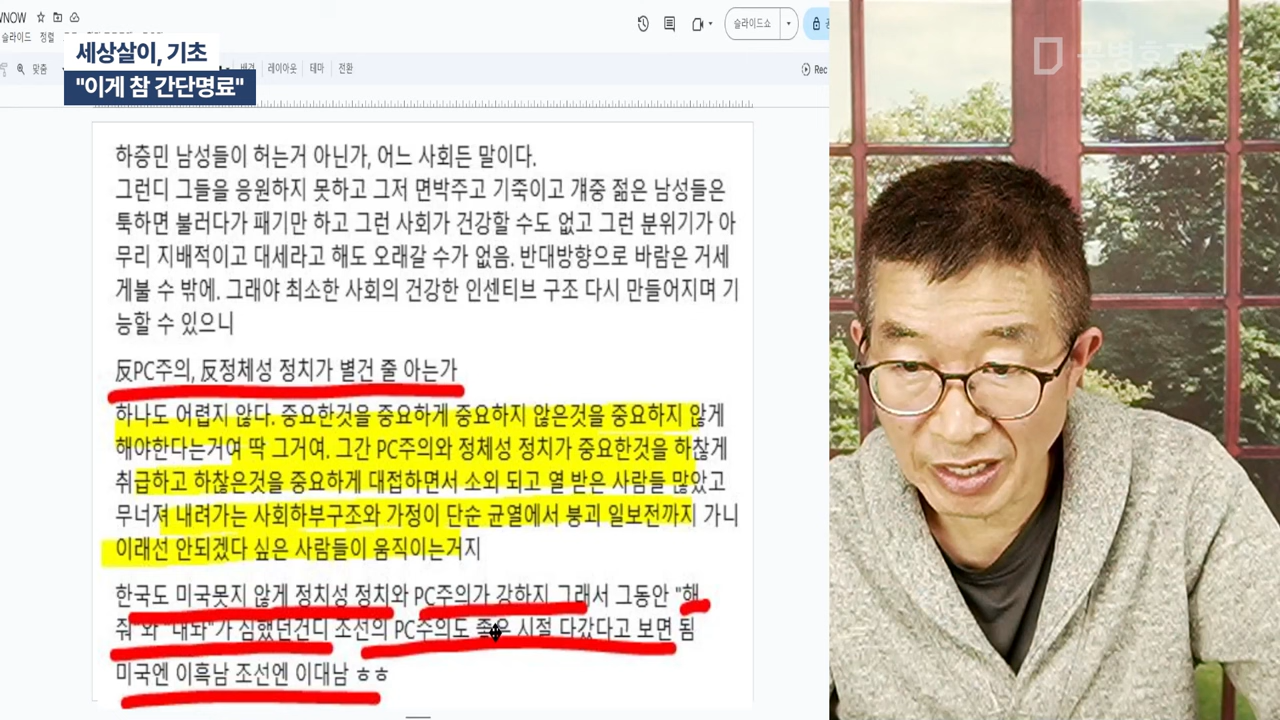 WNOW
슬라이드 정렬
세상살이, 기초
"이게 참 간단명료"
맞춤
배경
레이아웃
테마
전환
슬라이드쇼
Rec
공병호TV
하층민 남성들이 허는거 아닌가, 어느 사회든 말이다.
그런디 그들을 응원하지 못하고 그저 면박주고 기죽이고 개중 젊은 남성들은
툭하면 불러다가 패기만 하고 그런 사회가 건강할 수도 없고 그런 분위기가 아
무리 지배적이고 대세라고 해도 오래갈 수가 없음. 반대방향으로 바람은 거세
게불 수 밖에. 그래야 최소한 사회의 건강한 인센티브 구조 다시 만들어지며 기
능할 수 있으니
反PC주의, 反정체성 정치가 별건 줄 아는가
하나도 어렵지 않다. 중요한것을 중요하게 중요하지 않은것을 중요하지 않게
해야한다는거여 딱 그거여. 그간 PC주의와 정체성 정치가 중요한것을 하찮게
취급하고 하찮은것을 중요하게 대접하면서 소외 되고 열 받은 사람들 많았고
무너져 내려가는 사회하부구조와 가정이 단순 균열에서 붕괴 일보전까지 가니
이래선 안되겠다 싶은 사람들이 움직이는거지
한국도 미국못지 않게 정치성 정치와 PC주의가 강하지 그래서 그동안 "해
줘"와 "내놔"가 심했던건디 조선의 PC주의도 좋은 시절 다갔다고 보면 됨
미국엔 이흑남 조선엔 이대남 ㅎㅎ